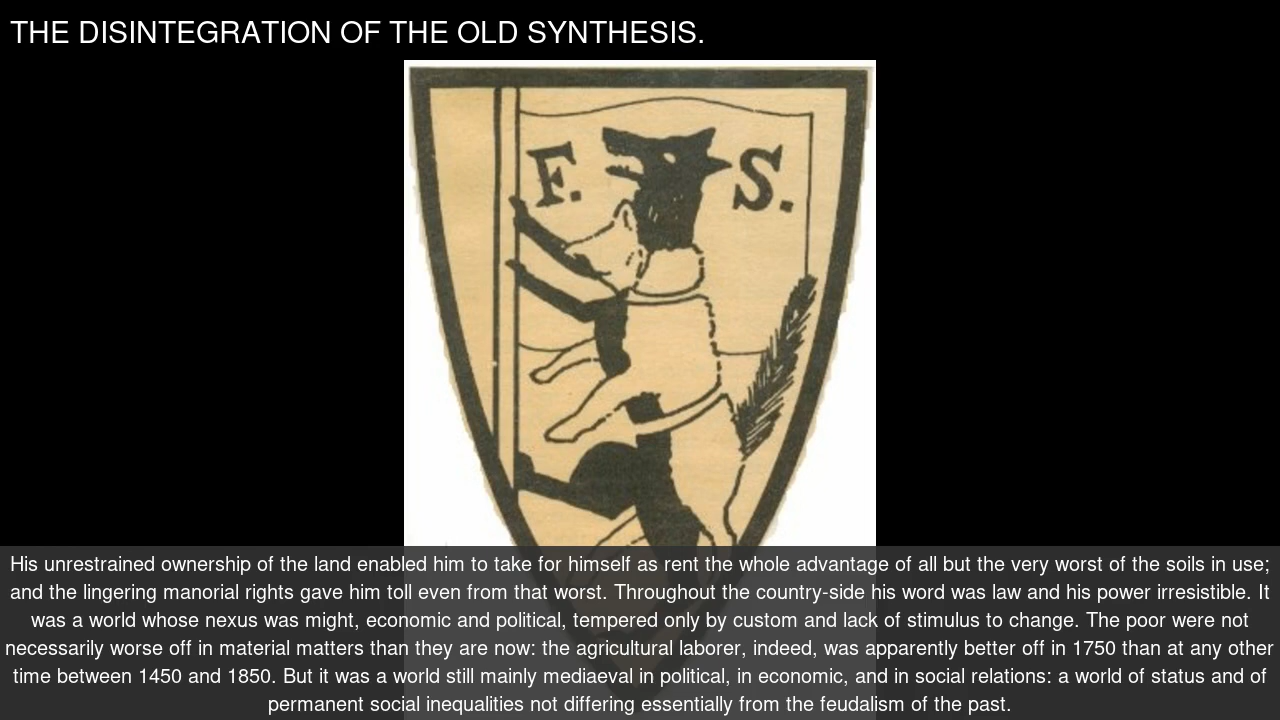 THE DISINTEGRATION OF THE OLD SYNTHESIS.
F. S.
His unrestrained ownership of the land enabled him to take for himself as rent the whole advantage of all but the very worst of the soils in use;
and the lingering manorial rights gave him toll even from that worst. Throughout the country-side his word was law and his power irresistible. It
was a world whose nexus was might, economic and political, tempered only by custom and lack of stimulus to change. The poor were not
necessarily worse off in material matters than they are now: the agricultural laborer, indeed, was apparently better off in 1750 than at any other
time between 1450 and 1850. But it was a world still mainly mediaeval in political, in economic, and in social relations: a world of status and of
permanent social inequalities not differing essentially from the feudalism of the past.